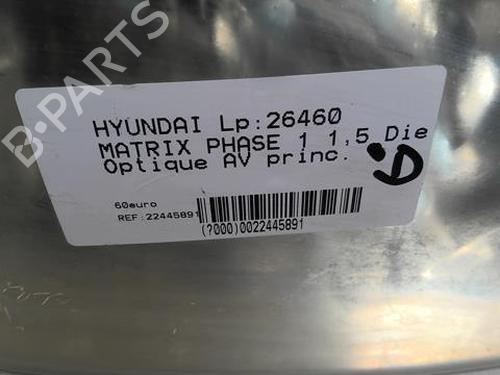 B-PARTS
HYUNDAI Lp:26460
MATRIX PHASE 1 1,5 Die
Optique AV princ.
D
60euro
REF:22445891
(?000)0022445891